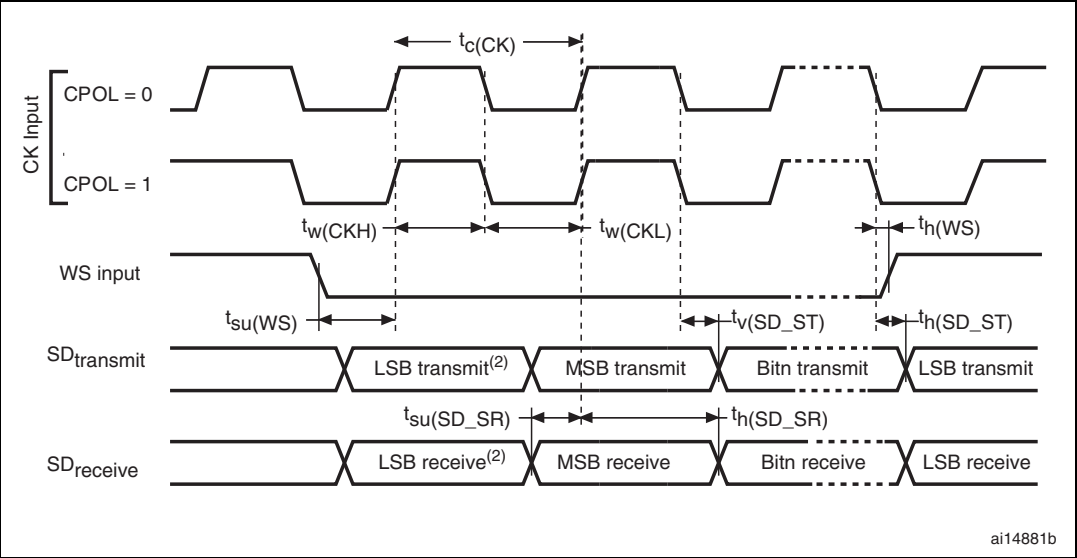 tc(CK)
CK Input
CPOL = 0
CPOL = 1
tw(CKH)
tw(CKL)
th(WS)
WS input
tsu(WS)
tv(SD_ST)
th(SD_ST)
SDtransmit
LSB transmit(2)
MSB transmit
Bitn transmit
LSB transmit
tsu(SD_SR)
th(SD_SR)
SDreceive
LSB receive(2)
MSB receive
Bitn receive
LSB receive
ai14881b